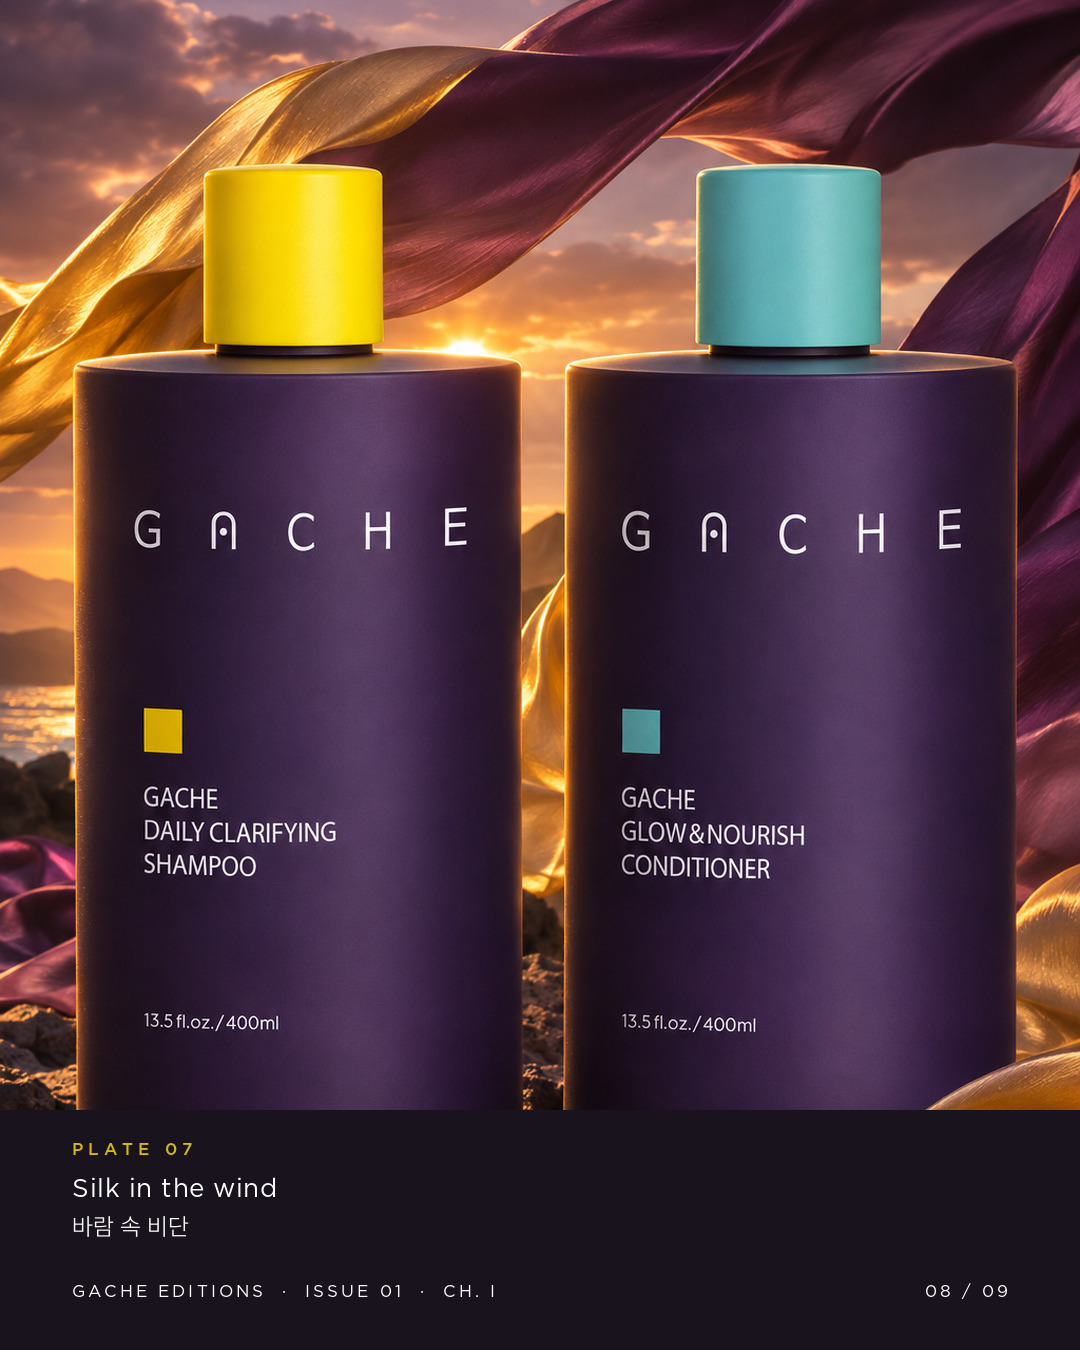 GACHE
GACHE
DAILY CLARIFYING
SHAMPOO
13.5 fl.oz./400ml
GACHE
GACHE
GLOW&NOURISH
CONDITIONER
13.5 fl.oz./400ml
PLATE 07
Silk in the wind
바람 속 비단
GACHE EDITIONS · ISSUE 01 · CH. I
08 / 09